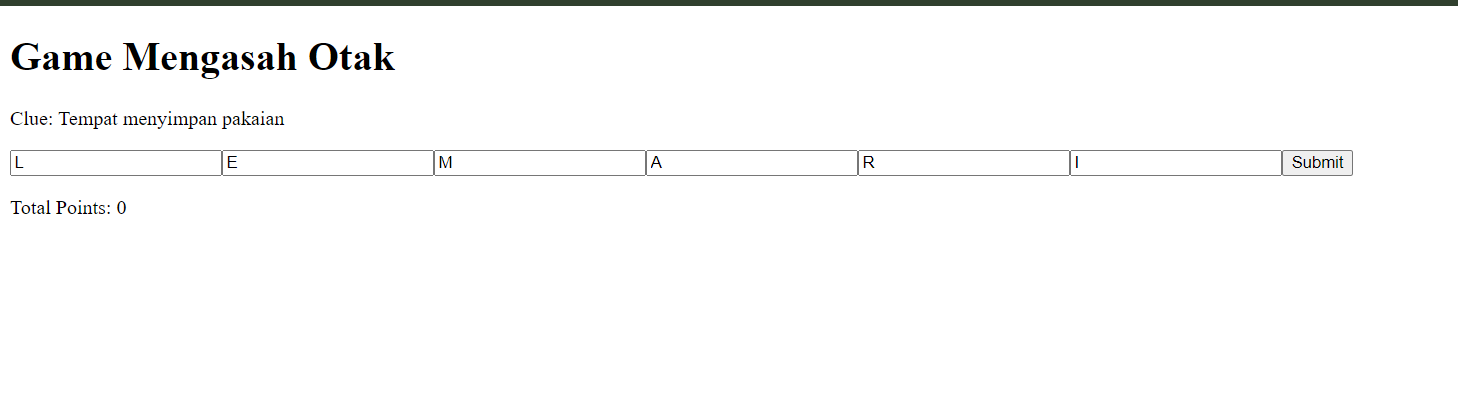 Game Mengasah Otak
Clue: Tempat menyimpan pakaian
L E M A R I Submit
Total Points: 0